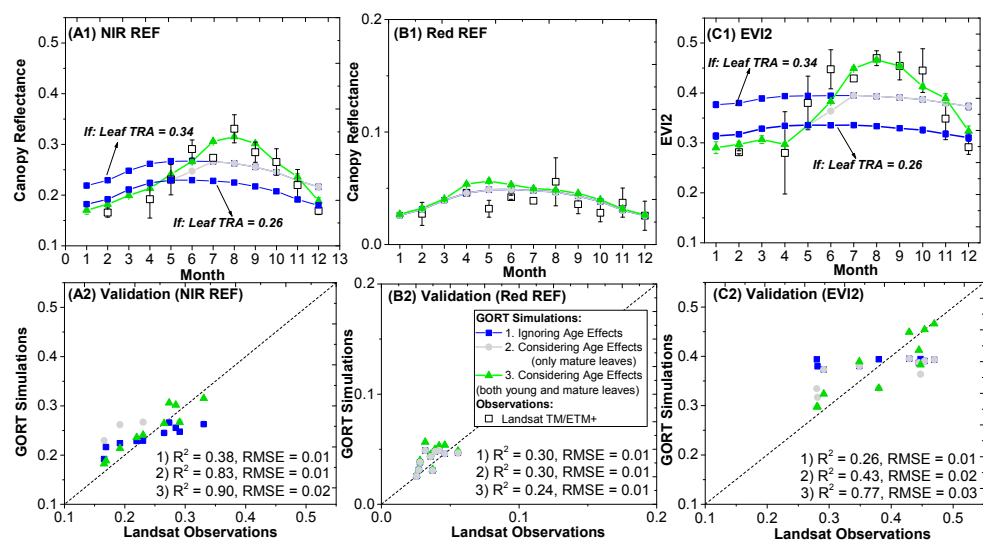 (A1) NIR REF
0.5
0.4
0.3
0.2
0.1
Canopy Reflectance
If: Leaf TRA = 0.34
If: Leaf TRA = 0.26
0 1 2 3 4 5 6 7 8 9 10 11 12 13
Month
(B1) Red REF
0.2
0.1
0.0
Canopy Reflectance
1 2 3 4 5 6 7 8 9 10 11 12
Month
(C1) EVI2
0.5
0.4
0.3
0.2
0.1
EVI2
If: Leaf TRA = 0.34
If: Leaf TRA = 0.26
1 2 3 4 5 6 7 8 9 10 11 12
Month
(A2) Validation (NIR REF)
0.5
0.4
0.3
0.2
0.1
GORT Simulations
1) R² = 0.38, RMSE = 0.01
2) R² = 0.83, RMSE = 0.01
3) R² = 0.90, RMSE = 0.02
0.1 0.2 0.3 0.4 0.5
Landsat Observations
(B2) Validation (Red REF)
0.2
0.1
0.0
GORT Simulations
GORT Simulations:
1. Ignoring Age Effects
2. Considering Age Effects
(only mature leaves)
3. Considering Age Effects
(both young and mature leaves)
Observations:
Landsat TM/ETM+
1) R² = 0.30, RMSE = 0.01
2) R² = 0.30, RMSE = 0.01
3) R² = 0.24, RMSE = 0.01
0.0 0.1 0.2
Landsat Observations
(C2) Validation (EVI2)
0.5
0.4
0.3
0.2
0.1
GORT Simulations
1) R² = 0.26, RMSE = 0.01
2) R² = 0.43, RMSE = 0.02
3) R² = 0.77, RMSE = 0.03
0.1 0.2 0.3 0.4 0.5
Landsat Observations